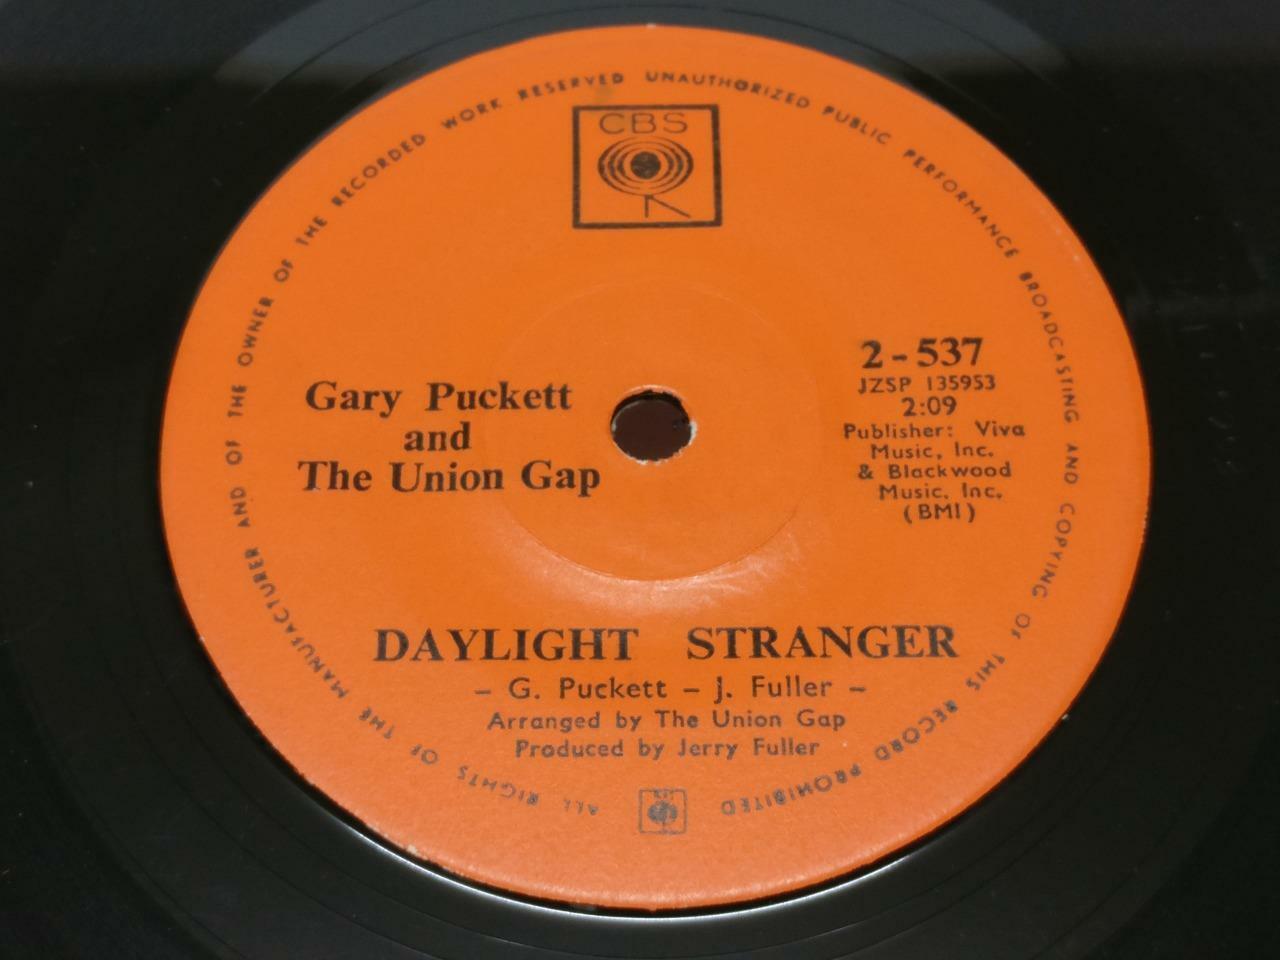 CBS
Gary Puckett
and
The Union Gap
2-537
JZSP 135953
2:09
Publisher: Viva
Music, Inc.
& Blackwood
Music, Inc.
(BMI)
DAYLIGHT STRANGER
- G. Puckett - J. Fuller -
Arranged by The Union Gap
Produced by Jerry Fuller
ALL RIGHTS OF THE MANUFACTURER AND OF THE OWNER OF THE RECORDED WORK RESERVED UNAUTHORIZED PUBLIC PERFORMANCE BROADCASTING AND COPYING OF THIS RECORD PROHIBITED